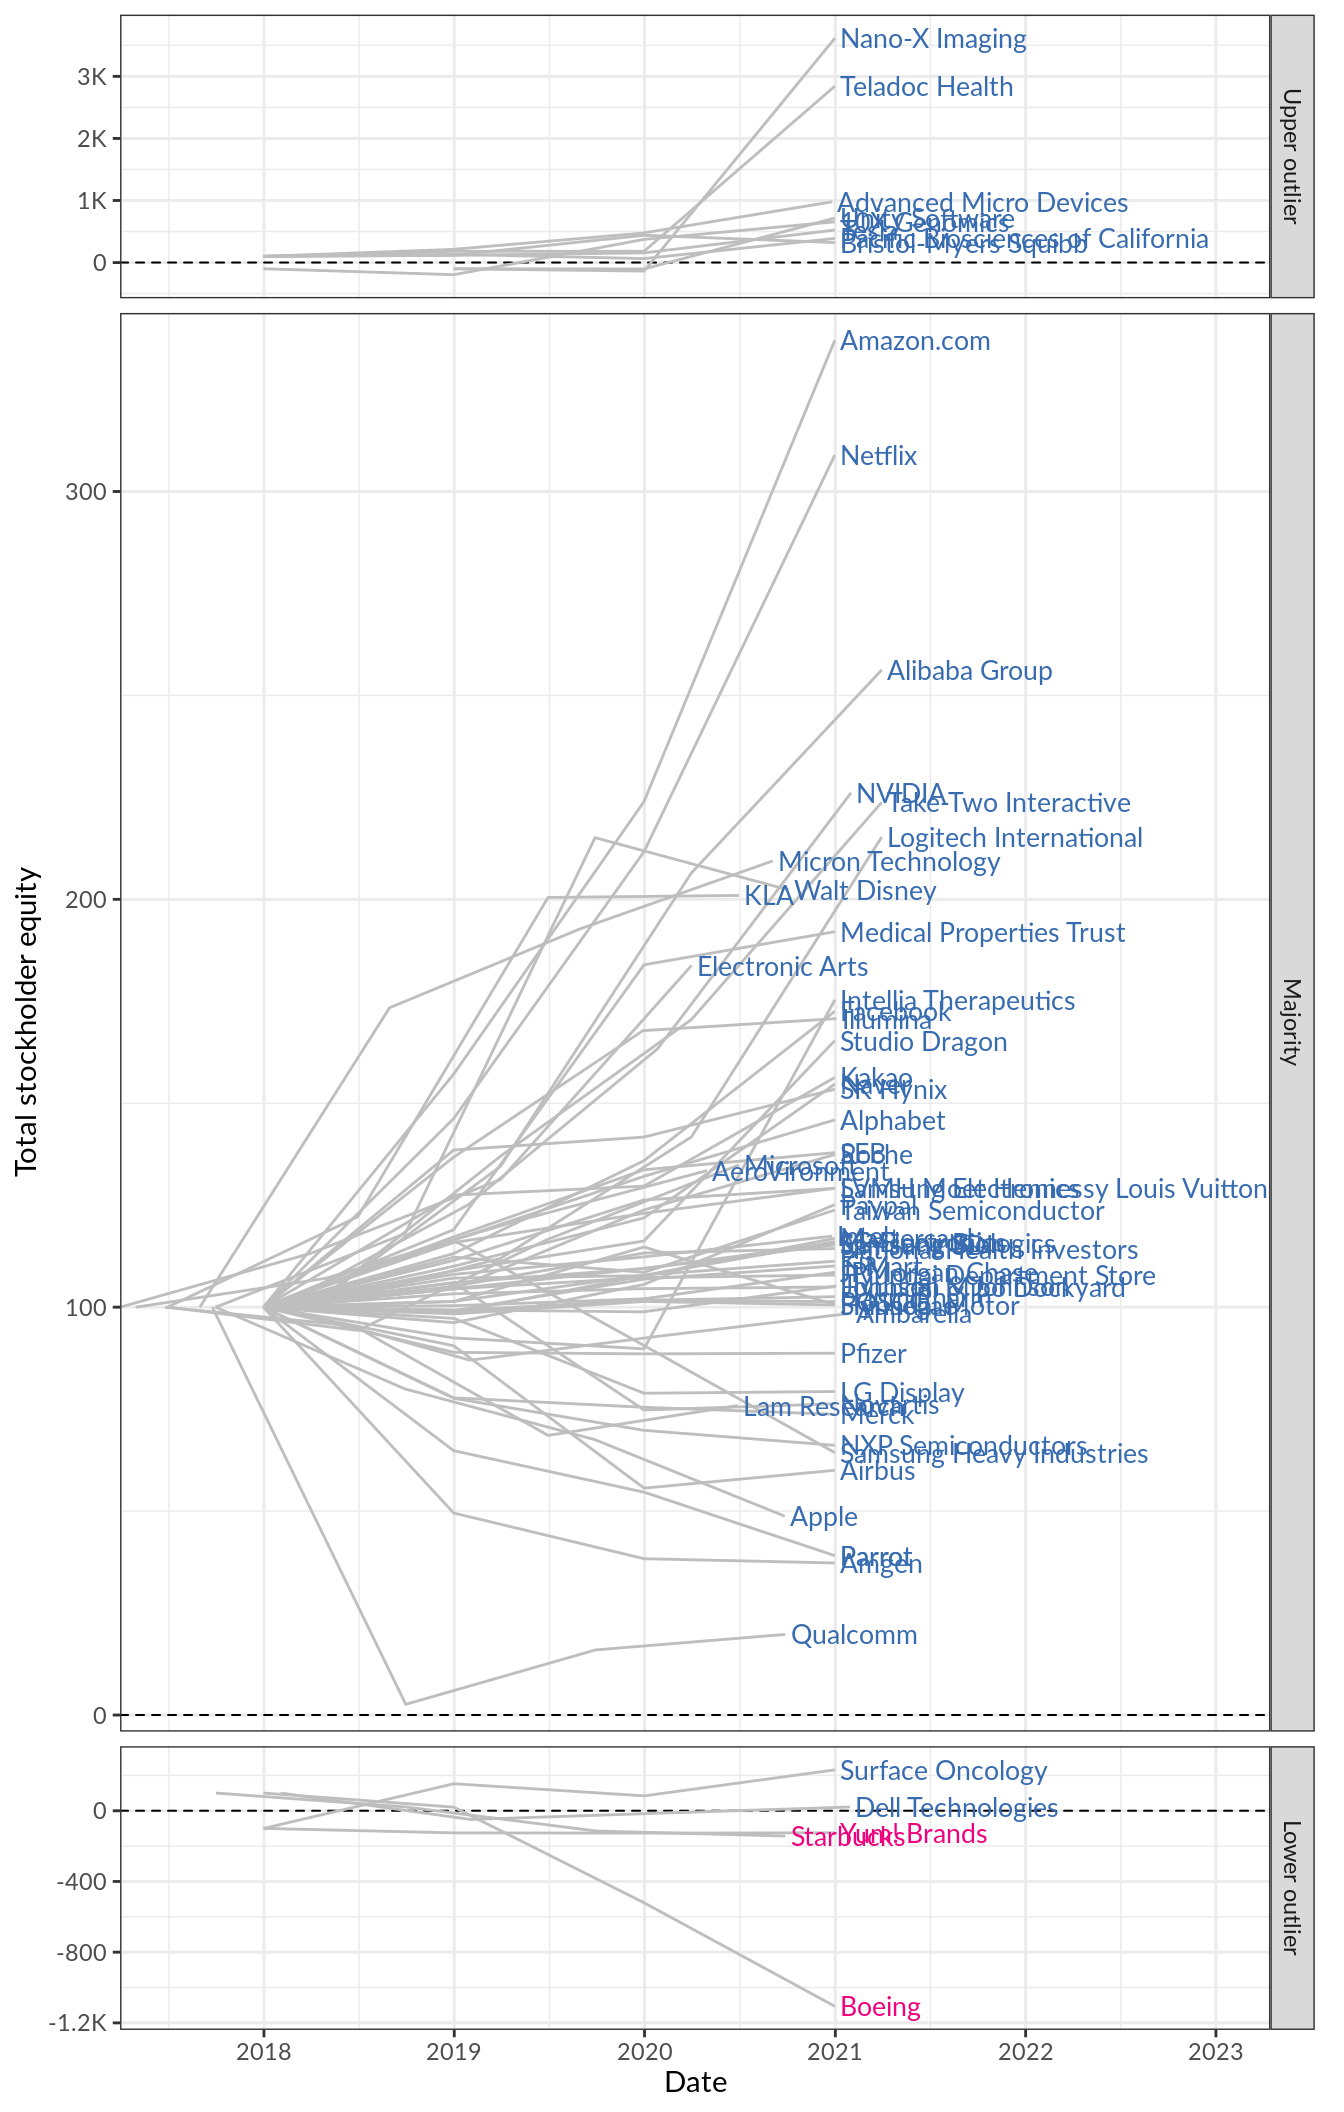 Nano-X Imaging
Teladoc Health
Advanced Micro Devices
Unity Software
10X Genomics
Tesla
Pacific Biosciences of California
Bristol-Myers Squibb
3K
2K
1K
0
Upper outlier
Amazon.com
Netflix
Alibaba Group
NVIDIA
Take-Two Interactive
Logitech International
Micron Technology
KLA
Walt Disney
Medical Properties Trust
Electronic Arts
Intellia Therapeutics
Facebook
Illumina
Studio Dragon
Kakao
Naver
SK Hynix
Alphabet
SEB
Roche
Microsoft
AeroVironment
LVMH Moet Hennessy Louis Vuitton
Samsung Electronics
Paypal
Taiwan Semiconductor
National Health Investors
JPMorgan Chase
Hyundai Department Store
Johnson & Johnson
Hyundai Motor
Ambarella
Pfizer
LG Display
Novartis
Lam Research
Merck
NXP Semiconductors
Samsung Heavy Industries
Airbus
Apple
Parrot
Amgen
Qualcomm
300
200
100
0
Majority
Total stockholder equity
Surface Oncology
Dell Technologies
Yum! Brands
Starbucks
Boeing
0
-400
-800
-1.2K
Lower outlier
2018 2019 2020 2021 2022 2023
Date